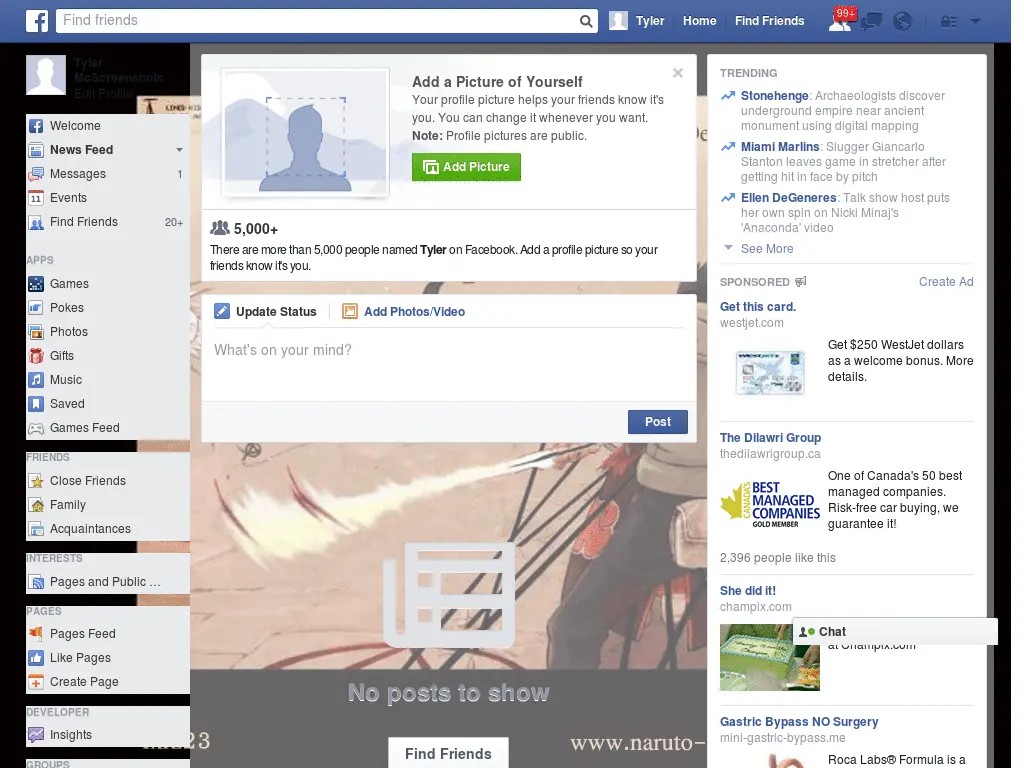 Find friends
Tyler
Home
Find Friends
99+
Tyler
McScreenshots
Edit Profile
Welcome
News Feed
Messages 1
11 Events
Find Friends 20+
APPS
Games
Pokes
Photos
Gifts
Music
Saved
Games Feed
FRIENDS
Close Friends
Family
Acquaintances
INTERESTS
Pages and Public ...
PAGES
Pages Feed
Like Pages
Create Page
DEVELOPER
Insights
GROUPS
Add a Picture of Yourself
Your profile picture helps your friends know it's
you. You can change it whenever you want.
Note: Profile pictures are public.
Add Picture
5,000+
There are more than 5,000 people named Tyler on Facebook. Add a profile picture so your
friends know it's you.
Update Status
Add Photos/Video
What's on your mind?
Post
No posts to show
www.naruto-
Find Friends
TRENDING
Stonehenge: Archaeologists discover
underground empire near ancient
monument using digital mapping
Miami Marlins: Slugger Giancarlo
Stanton leaves game in stretcher after
getting hit in face by pitch
Ellen DeGeneres: Talk show host puts
her own spin on Nicki Minaj's
'Anaconda' video
See More
SPONSORED
Create Ad
Get this card.
westjet.com
Get $250 WestJet dollars
as a welcome bonus. More
details.
The Dilawri Group
thedilawrigroup.ca
CANADA'S
BEST
MANAGED
COMPANIES
GOLD MEMBER
One of Canada's 50 best
managed companies.
Risk-free car buying, we
guarantee it!
2,396 people like this
She did it!
champix.com
Chat
at Champix.com
Gastric Bypass NO Surgery
mini-gastric-bypass.me
Roca Labs® Formula is a